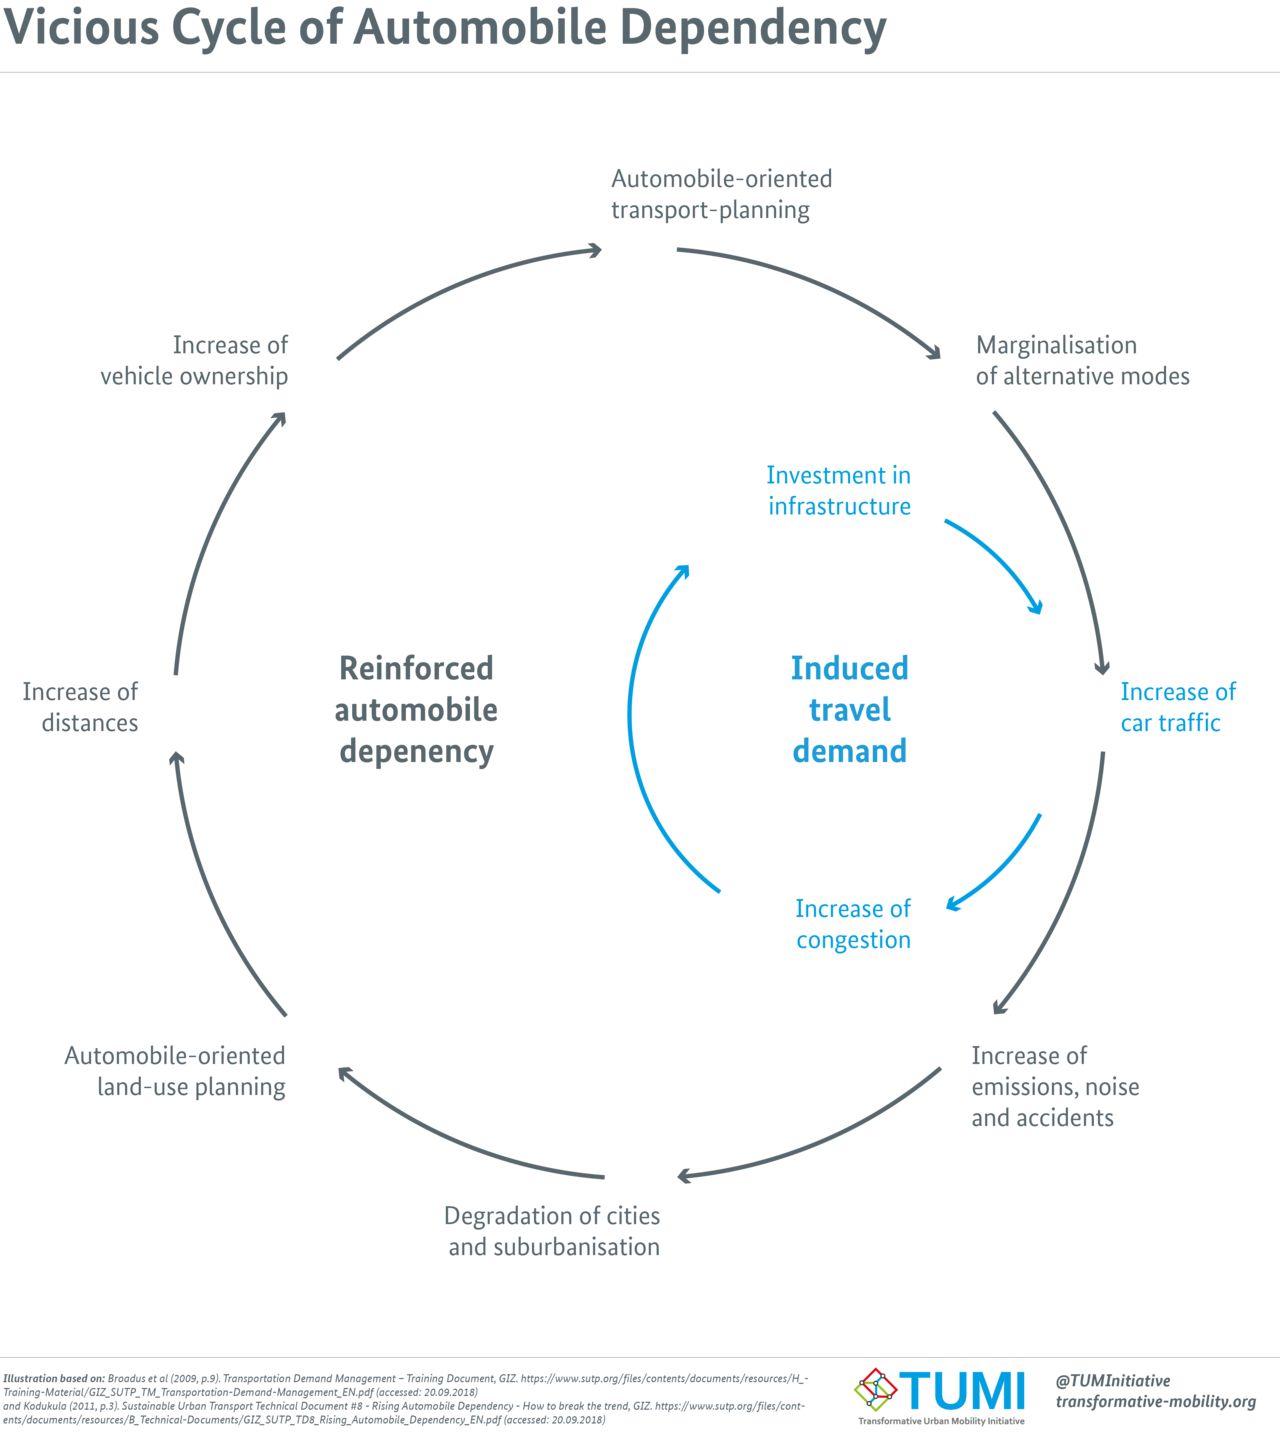 Vicious Cycle of Automobile Dependency
Automobile-oriented
transport-planning
Increase of
vehicle ownership
Marginalisation
of alternative modes
Investment in
infrastructure
Reinforced
automobile
depenency
Induced
travel
demand
Increase of
distances
Increase of
car traffic
Increase of
congestion
Automobile-oriented
land-use planning
Increase of
emissions, noise
and accidents
Degradation of cities
and suburbanisation
Illustration based on: Broadus et al (2009, p.9). Transportation Demand Management – Training Document, GIZ. https://www.sutp.org/files/contents/documents/resources/H_-
Training-Material/GIZ_SUTP_TM_Transportation-Demand-Management_EN.pdf (accessed: 20.09.2018)
and Kodukula (2011, p.3). Sustainable Urban Transport Technical Document #8 - Rising Automobile Dependency - How to break the trend, GIZ. https://www.sutp.org/files/cont-
ents/documents/resources/B_Technical-Documents/GIZ_SUTP_TD8_Rising_Automobile_Dependency_EN.pdf (accessed: 20.09.2018)
TUMI
Transformative Urban Mobility Initiative
@TUMInitiative
transformative-mobility.org